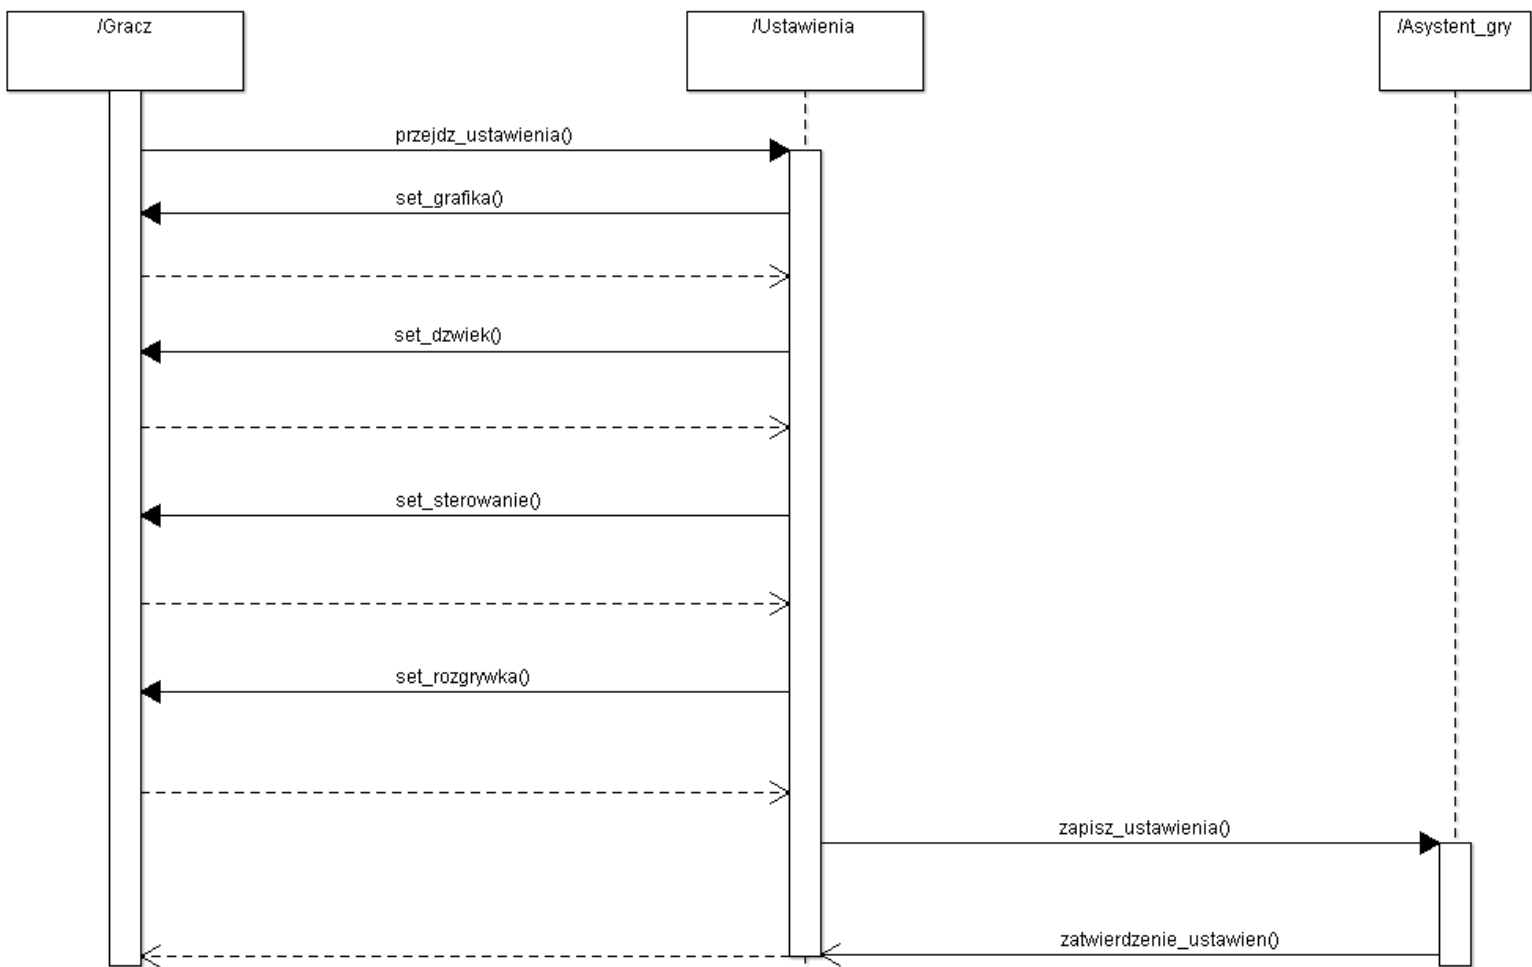 /Gracz
/Ustawienia
/Asystent_gry
przejdz_ustawienia()
set_grafika()
set_dzwiek()
set_sterowanie()
set_rozgrywka()
zapisz_ustawienia()
zatwierdzenie_ustawien()